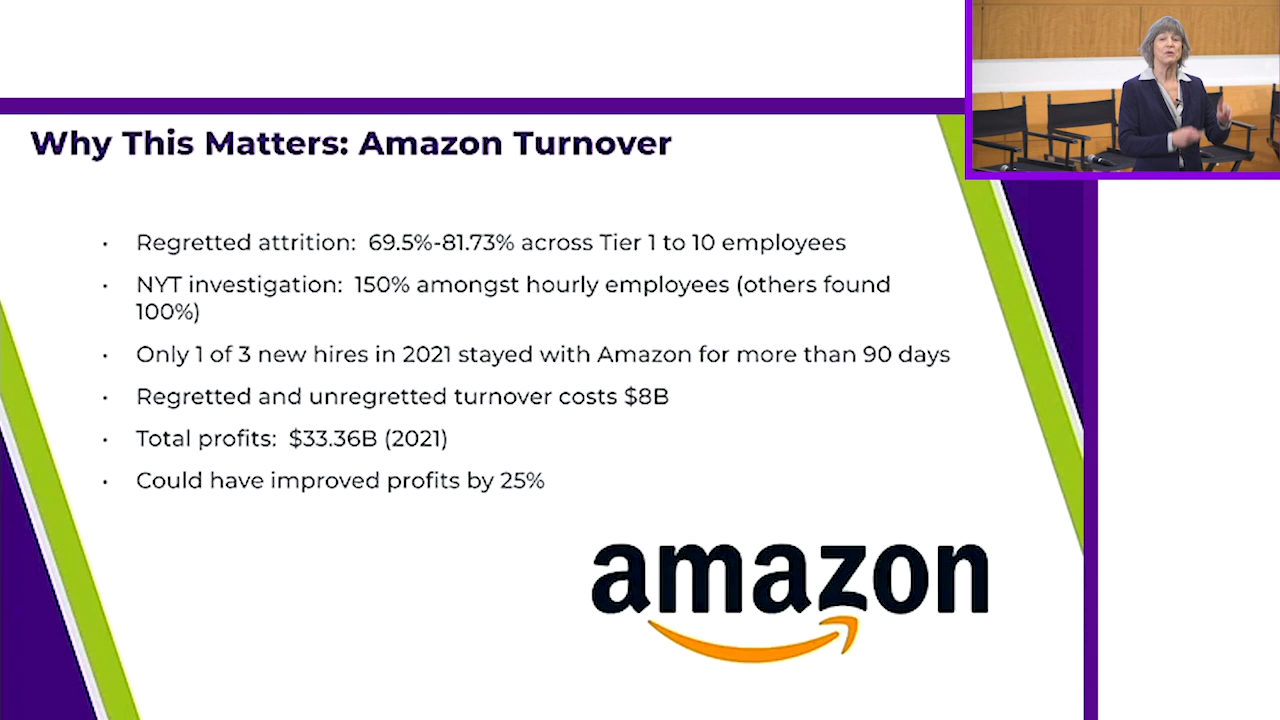 Why This Matters: Amazon Turnover
• Regretted attrition: 69.5%-81.73% across Tier 1 to 10 employees
• NYT investigation: 150% amongst hourly employees (others found
100%)
• Only 1 of 3 new hires in 2021 stayed with Amazon for more than 90 days
• Regretted and unregretted turnover costs $8B
• Total profits: $33.36B (2021)
• Could have improved profits by 25%
amazon